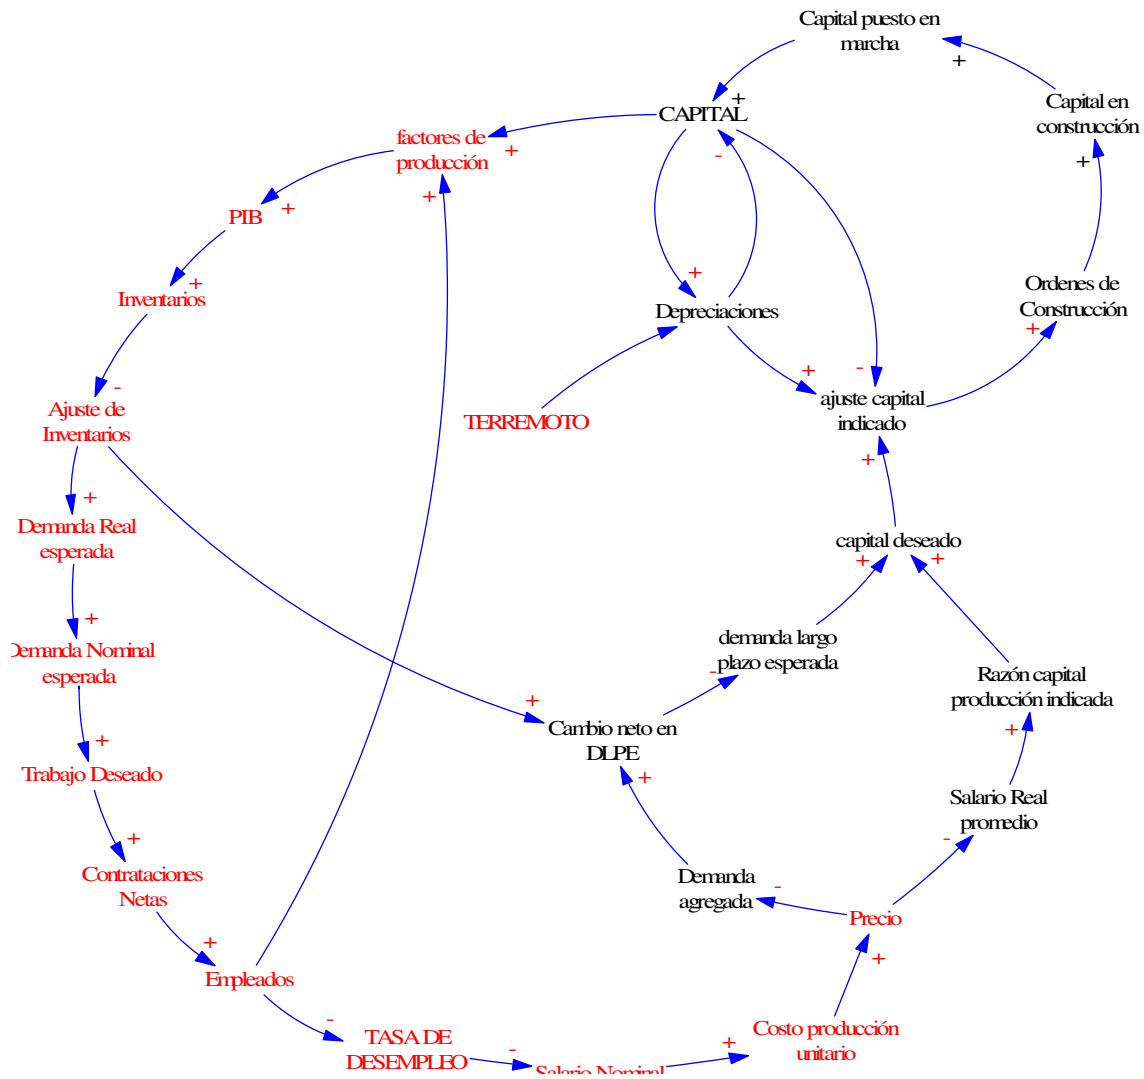 Capital puesto en
marcha
+
Capital en
construcción
+
+
CAPITAL
factores de
producción
+
-
+
PIB
+
+
Inventarios
+
Depreciaciones
Ordenes de
Construcción
+
-
Ajuste de
Inventarios
TERREMOTO
+
-
ajuste capital
indicado
+
+
Demanda Real
esperada
capital deseado
+
+
+
Demanda Nominal
esperada
demanda largo
plazo esperada
-
Razón capital
producción indicada
+
+
Cambio neto en
DLPE
+
+
Trabajo Deseado
Salario Real
promedio
-
+
Contrataciones
Netas
Demanda
agregada
-
Precio
+
Empleados
+
-
TASA DE
DESEMPLEO
-
Salario Nominal
+
Costo producción
unitario